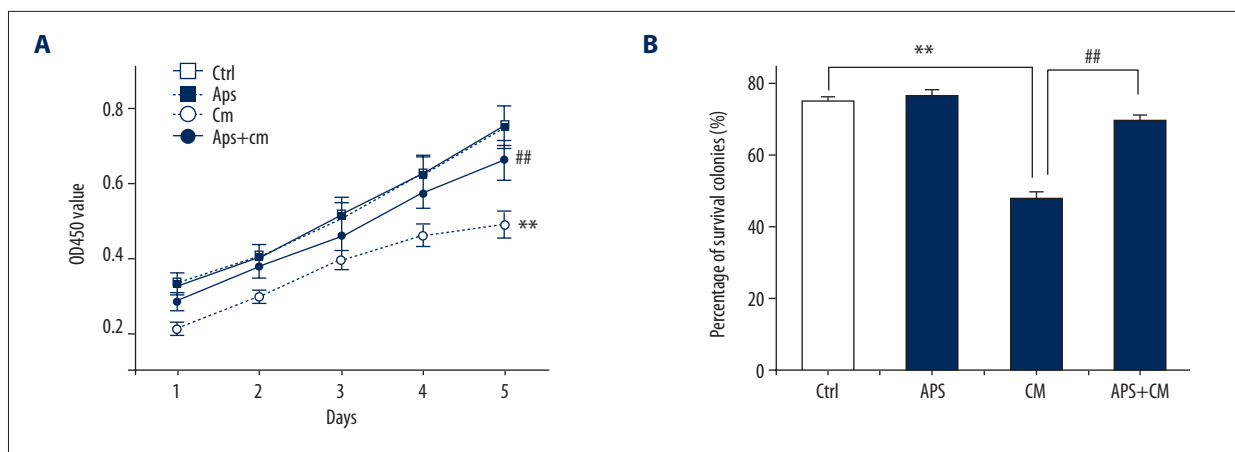 A
Ctrl
Aps
Cm
Aps+cm
0.8
0.6
0.4
0.2
OD450 value
##
**
1 2 3 4 5
Days
B
**
##
80
60
40
20
0
Percentage of survival colonies (%)
Ctrl APS CM APS+CM